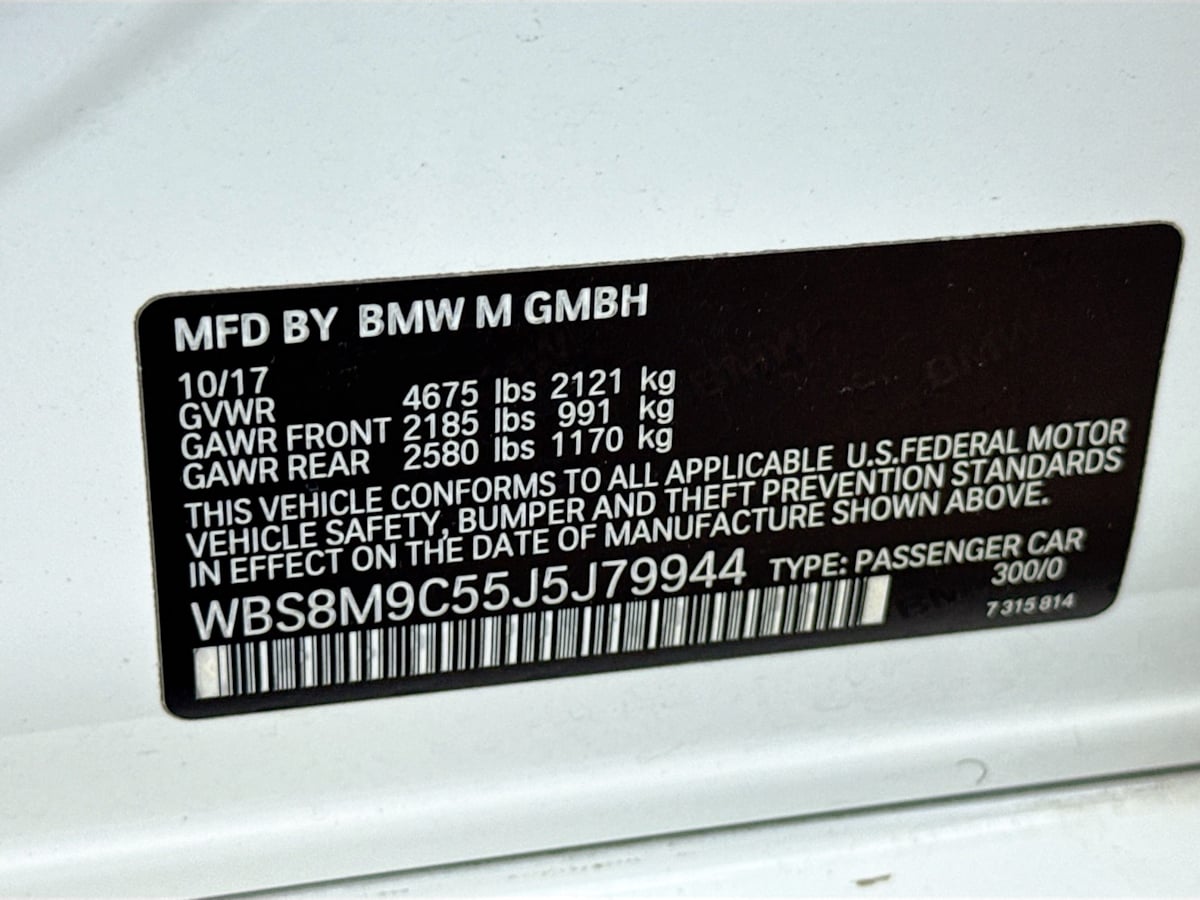 MFD BY BMW M GMBH
10/17
GVWR 4675 lbs 2121 kg
GAWR FRONT 2185 lbs 991 kg
GAWR REAR 2580 lbs 1170 kg
THIS VEHICLE CONFORMS TO ALL APPLICABLE U.S.FEDERAL MOTOR
VEHICLE SAFETY, BUMPER AND THEFT PREVENTION STANDARDS
IN EFFECT ON THE DATE OF MANUFACTURE SHOWN ABOVE.
WBS8M9C55J5J79944 TYPE: PASSENGER CAR
300/0
7 315 814